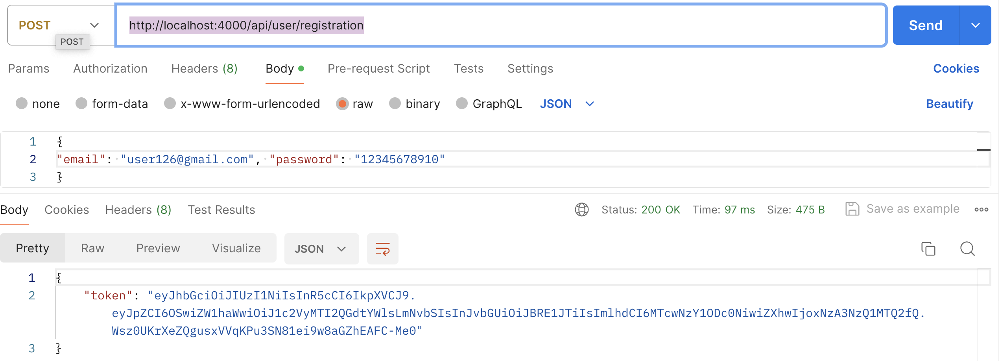 POST http://localhost:4000/api/user/registration Send
POST
Params Authorization Headers (8) Body Pre-request Script Tests Settings Cookies
none form-data x-www-form-urlencoded raw binary GraphQL JSON Beautify
1 {
2 "email": "user126@gmail.com", "password": "12345678910"
3 }
Body Cookies Headers (8) Test Results Status: 200 OK Time: 97 ms Size: 475 B Save as example
Pretty Raw Preview Visualize JSON
1 {
2 "token": "eyJhbGciOiJIUzI1NiIsInR5cCI6IkpXVCJ9.
eyJpZCI6OSwiZW1haWwiOiJ1c2VyMTI2QGdtYWlsLmNvbSIsInJvbGUiOiJBRE1JTiIsImlhdCI6MTcwNzY1ODc0NiwiZXhwIjoxNzA3NzQ1MTQ2fQ.
Wsz0UKrXeZQgusxVVqKPu3SN81ei9w8aGZhEAFC-Me0"
3 }